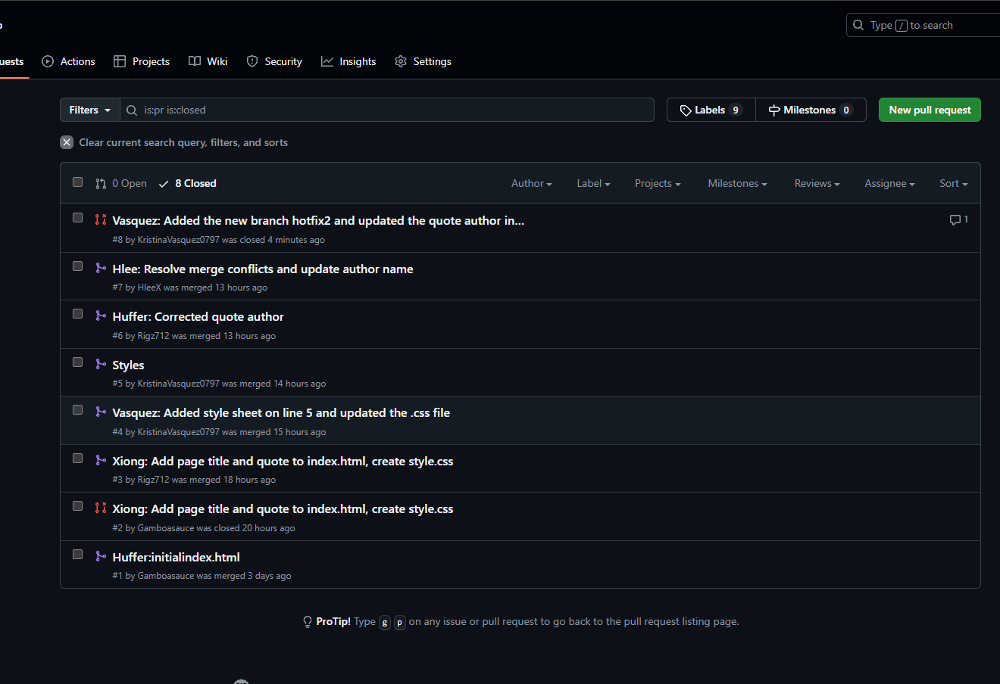 Type / to search
uests Actions Projects Wiki Security Insights Settings
Filters is:pr is:closed Labels 9 Milestones 0 New pull request
Clear current search query, filters, and sorts
0 Open 8 Closed Author Label Projects Milestones Reviews Assignee Sort
Vasquez: Added the new branch hotfix2 and updated the quote author in... 1
#8 by KristinaVasquez0797 was closed 4 minutes ago
Hlee: Resolve merge conflicts and update author name
#7 by HleeX was merged 13 hours ago
Huffer: Corrected quote author
#6 by Rigz712 was merged 13 hours ago
Styles
#5 by KristinaVasquez0797 was merged 14 hours ago
Vasquez: Added style sheet on line 5 and updated the .css file
#4 by KristinaVasquez0797 was merged 15 hours ago
Xiong: Add page title and quote to index.html, create style.css
#3 by Rigz712 was merged 18 hours ago
Xiong: Add page title and quote to index.html, create style.css
#2 by Gamboasauce was closed 20 hours ago
Huffer:initialindex.html
#1 by Gamboasauce was merged 3 days ago
ProTip! Type g p on any issue or pull request to go back to the pull request listing page.